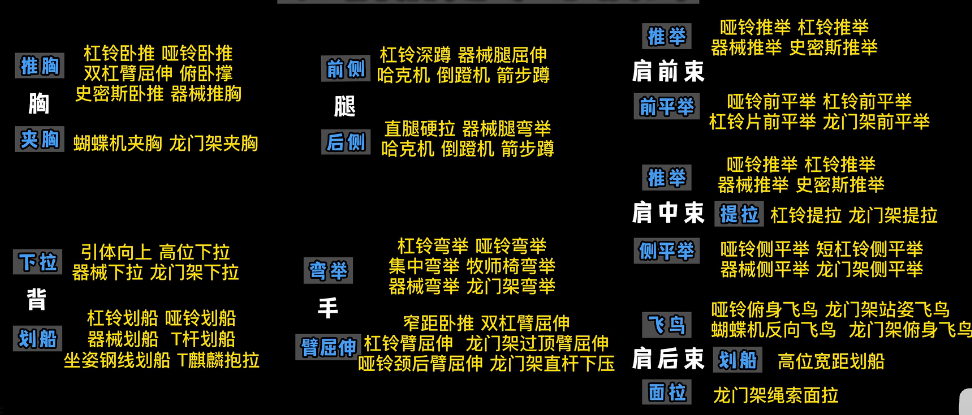 推胸
杠铃卧推 哑铃卧推
双杠臂屈伸 俯卧撑
史密斯卧推 器械推胸
胸
夹胸
蝴蝶机夹胸 龙门架夹胸
下拉
引体向上 高位下拉
器械下拉 龙门架下拉
背
划船
杠铃划船 哑铃划船
器械划船 T杆划船
坐姿钢线划船 T麒麟抱拉
前侧
杠铃深蹲 器械腿屈伸
哈克机 倒蹬机 箭步蹲
腿
后侧
直腿硬拉 器械腿弯举
哈克机 倒蹬机 箭步蹲
弯举
杠铃弯举 哑铃弯举
集中弯举 牧师椅弯举
器械弯举 龙门架弯举
手
臂屈伸
窄距卧推 双杠臂屈伸
杠铃臂屈伸 龙门架过顶臂屈伸
哑铃颈后臂屈伸 龙门架直杆下压
推举
哑铃推举 杠铃推举
器械推举 史密斯推举
肩前束
前平举
哑铃前平举 杠铃前平举
杠铃片前平举 龙门架前平举
推举
哑铃推举 杠铃推举
器械推举 史密斯推举
肩中束
提拉
杠铃提拉 龙门架提拉
侧平举
哑铃侧平举 短杠铃侧平举
器械侧平举 龙门架侧平举
飞鸟
哑铃俯身飞鸟 龙门架站姿飞鸟
蝴蝶机反向飞鸟 龙门架俯身飞鸟
肩后束
划船
高位宽距划船
面拉
龙门架绳索面拉